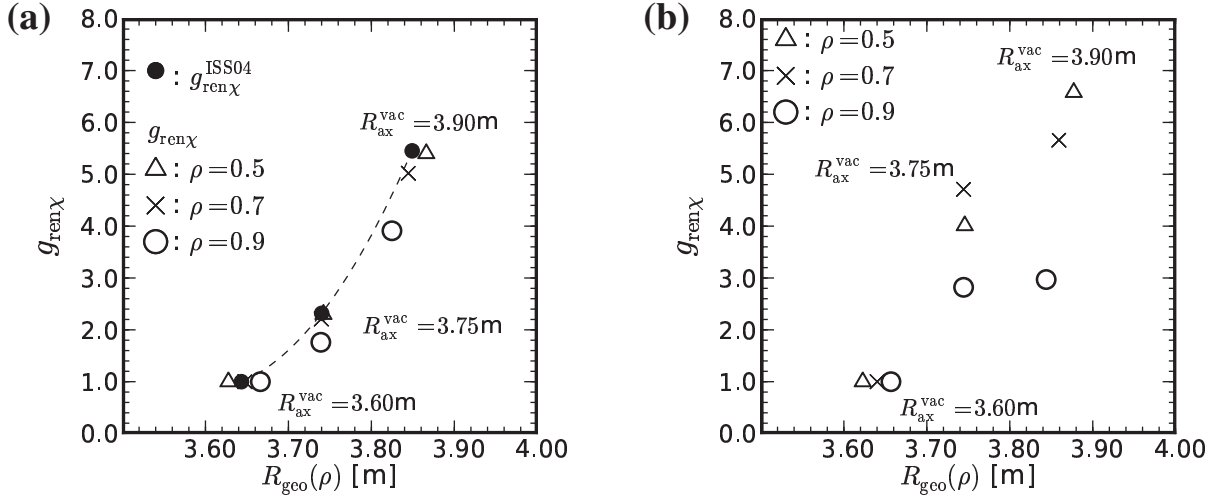 (a)
8.0
7.0
6.0
5.0
4.0
3.0
2.0
1.0
0.0
g_renχ
● : g_renχ^ISS04
g_renχ
△ : ρ=0.5
× : ρ=0.7
○ : ρ=0.9
R_ax^vac=3.90m
R_ax^vac=3.75m
R_ax^vac=3.60m
3.60 3.70 3.80 3.90 4.00
R_geo(ρ) [m]
(b)
8.0
7.0
6.0
5.0
4.0
3.0
2.0
1.0
0.0
g_renχ
△ : ρ=0.5
× : ρ=0.7
○ : ρ=0.9
R_ax^vac=3.90m
R_ax^vac=3.75m
R_ax^vac=3.60m
3.60 3.70 3.80 3.90 4.00
R_geo(ρ) [m]